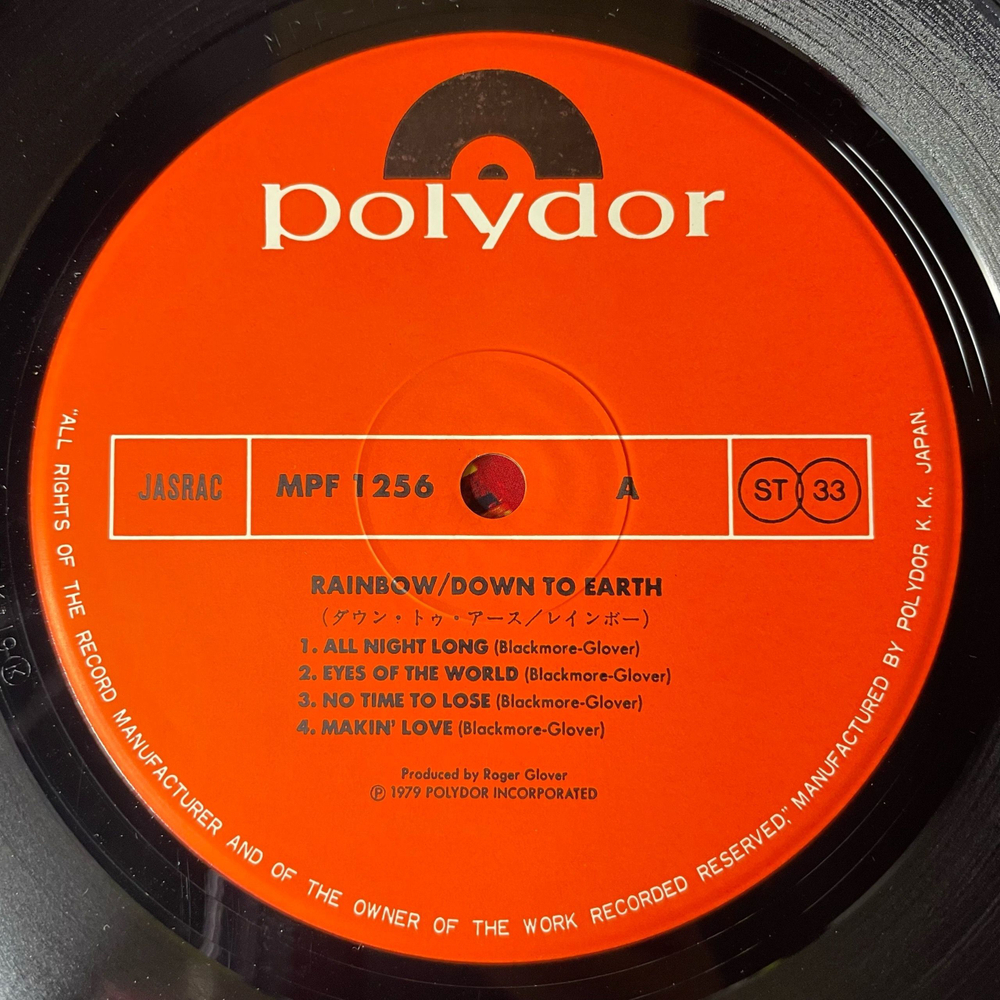 polydor
JASRAC
MPF 1256
A
ST 33
RAINBOW/DOWN TO EARTH
(ダウン・トゥ・アース/レインボー)
1. ALL NIGHT LONG (Blackmore-Glover)
2. EYES OF THE WORLD (Blackmore-Glover)
3. NO TIME TO LOSE (Blackmore-Glover)
4. MAKIN' LOVE (Blackmore-Glover)
Produced by Roger Glover
Ⓟ 1979 POLYDOR INCORPORATED
"ALL RIGHTS OF THE RECORD MANUFACTURER AND OF THE OWNER OF THE WORK RECORDED RESERVED," MANUFACTURED BY POLYDOR K.K., JAPAN.